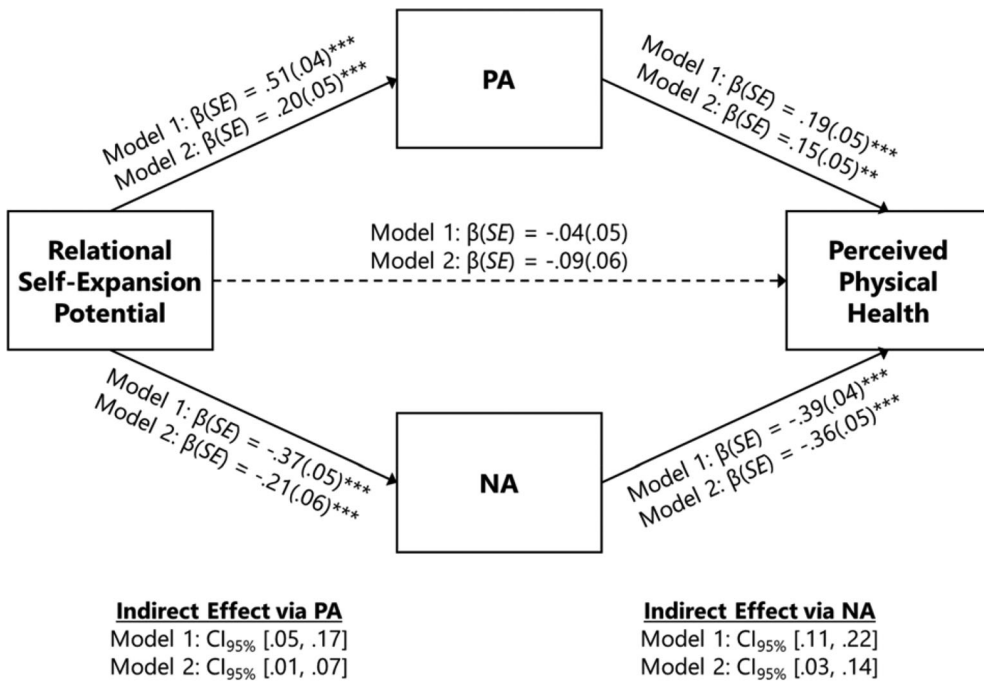 PA
Model 1: β(SE) = .51(.04)***
Model 2: β(SE) = .20(.05)***
Model 1: β(SE) = .19(.05)***
Model 2: β(SE) =.15(.05)**
Relational
Self-Expansion
Potential
Model 1: β(SE) = -.04(.05)
Model 2: β(SE) = -.09(.06)
Perceived
Physical
Health
Model 1: β(SE) = -.37(.05)***
Model 2: β(SE) = -.21(.06)***
NA
Model 1: β(SE) = -.39(.04)***
Model 2: β(SE) = -.36(.05)***
Indirect Effect via PA
Model 1: CI95% [.05, .17]
Model 2: CI95% [.01, .07]
Indirect Effect via NA
Model 1: CI95% [.11, .22]
Model 2: CI95% [.03, .14]